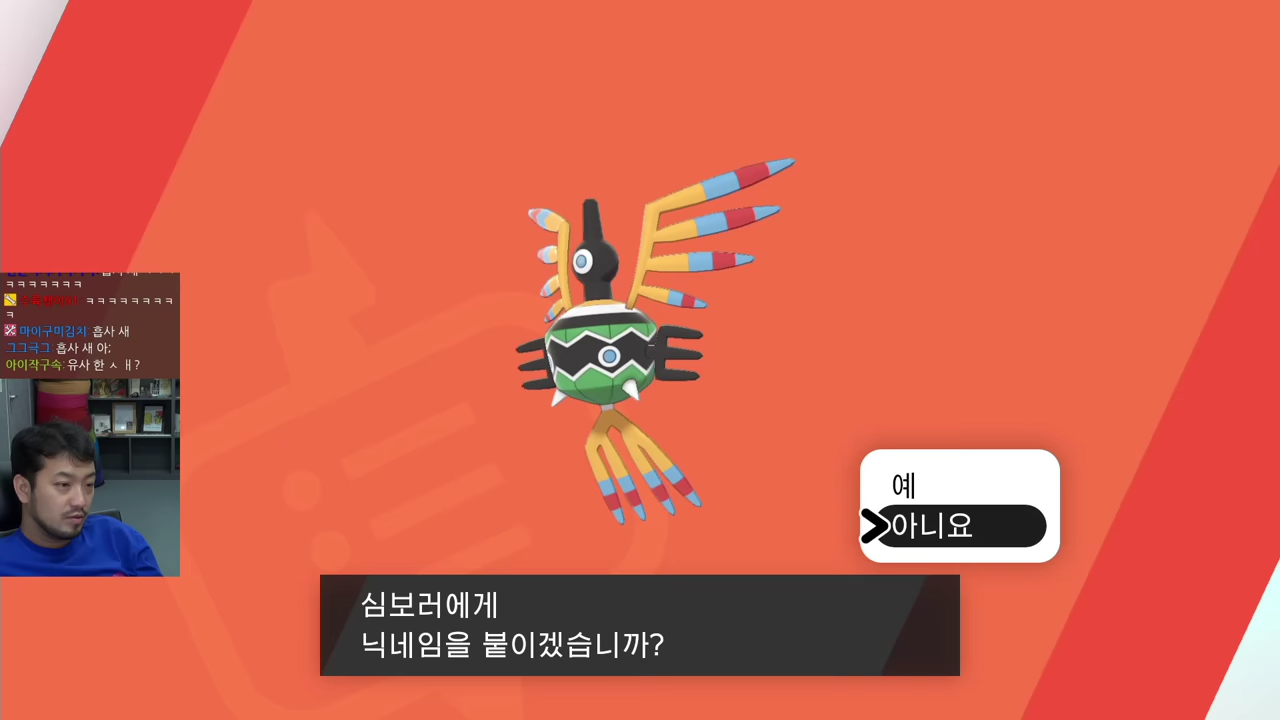 ㅋㅋㅋㅋㅋㅋㅋ
ㅋㅋㅋㅋㅋㅋㅋㅋ
ㅋ
마이구미김치: 흡사 새
그그극그: 흡사 새 아;
아이작구속: 유사 한 ㅅ ㅐ?
예
아니요
심보러에게
닉네임을 붙이겠습니까?